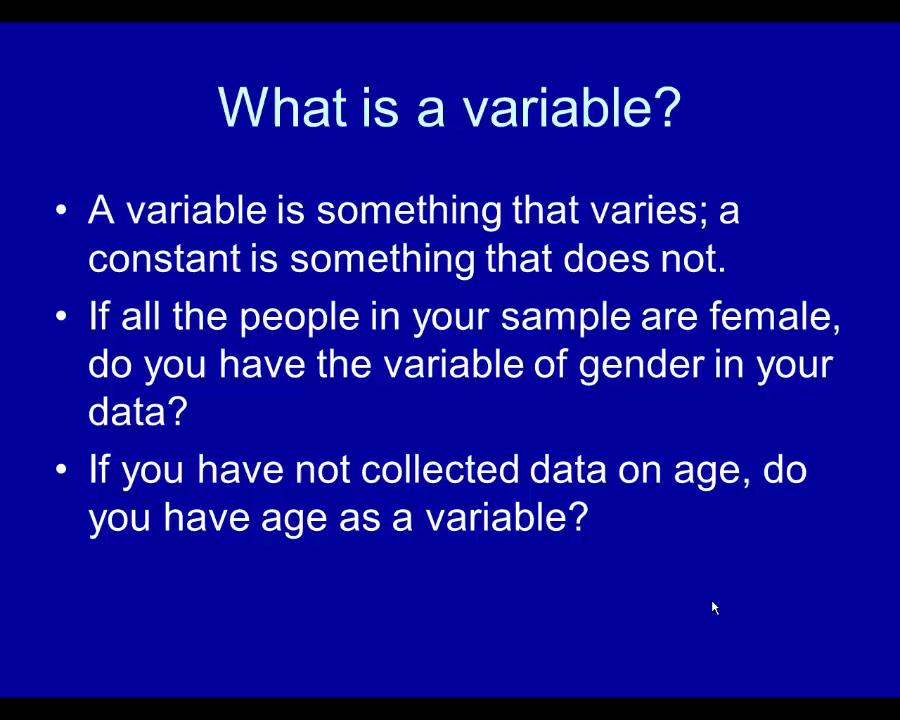 What is a variable?
• A variable is something that varies; a
constant is something that does not.
• If all the people in your sample are female,
do you have the variable of gender in your
data?
• If you have not collected data on age, do
you have age as a variable?